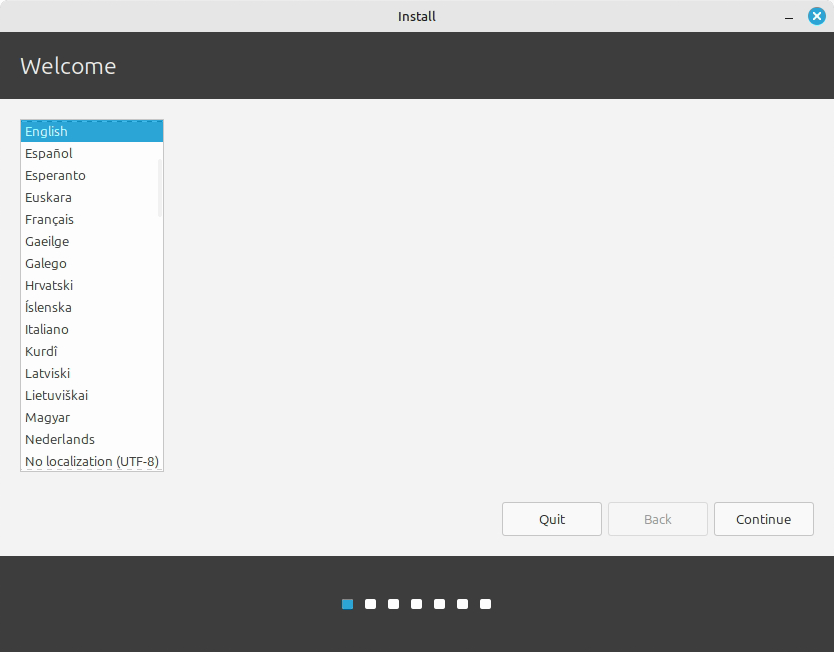 Install
Welcome
English
Español
Esperanto
Euskara
Français
Gaeilge
Galego
Hrvatski
Íslenska
Italiano
Kurdî
Latviski
Lietuviškai
Magyar
Nederlands
No localization (UTF-8)
Quit
Back
Continue